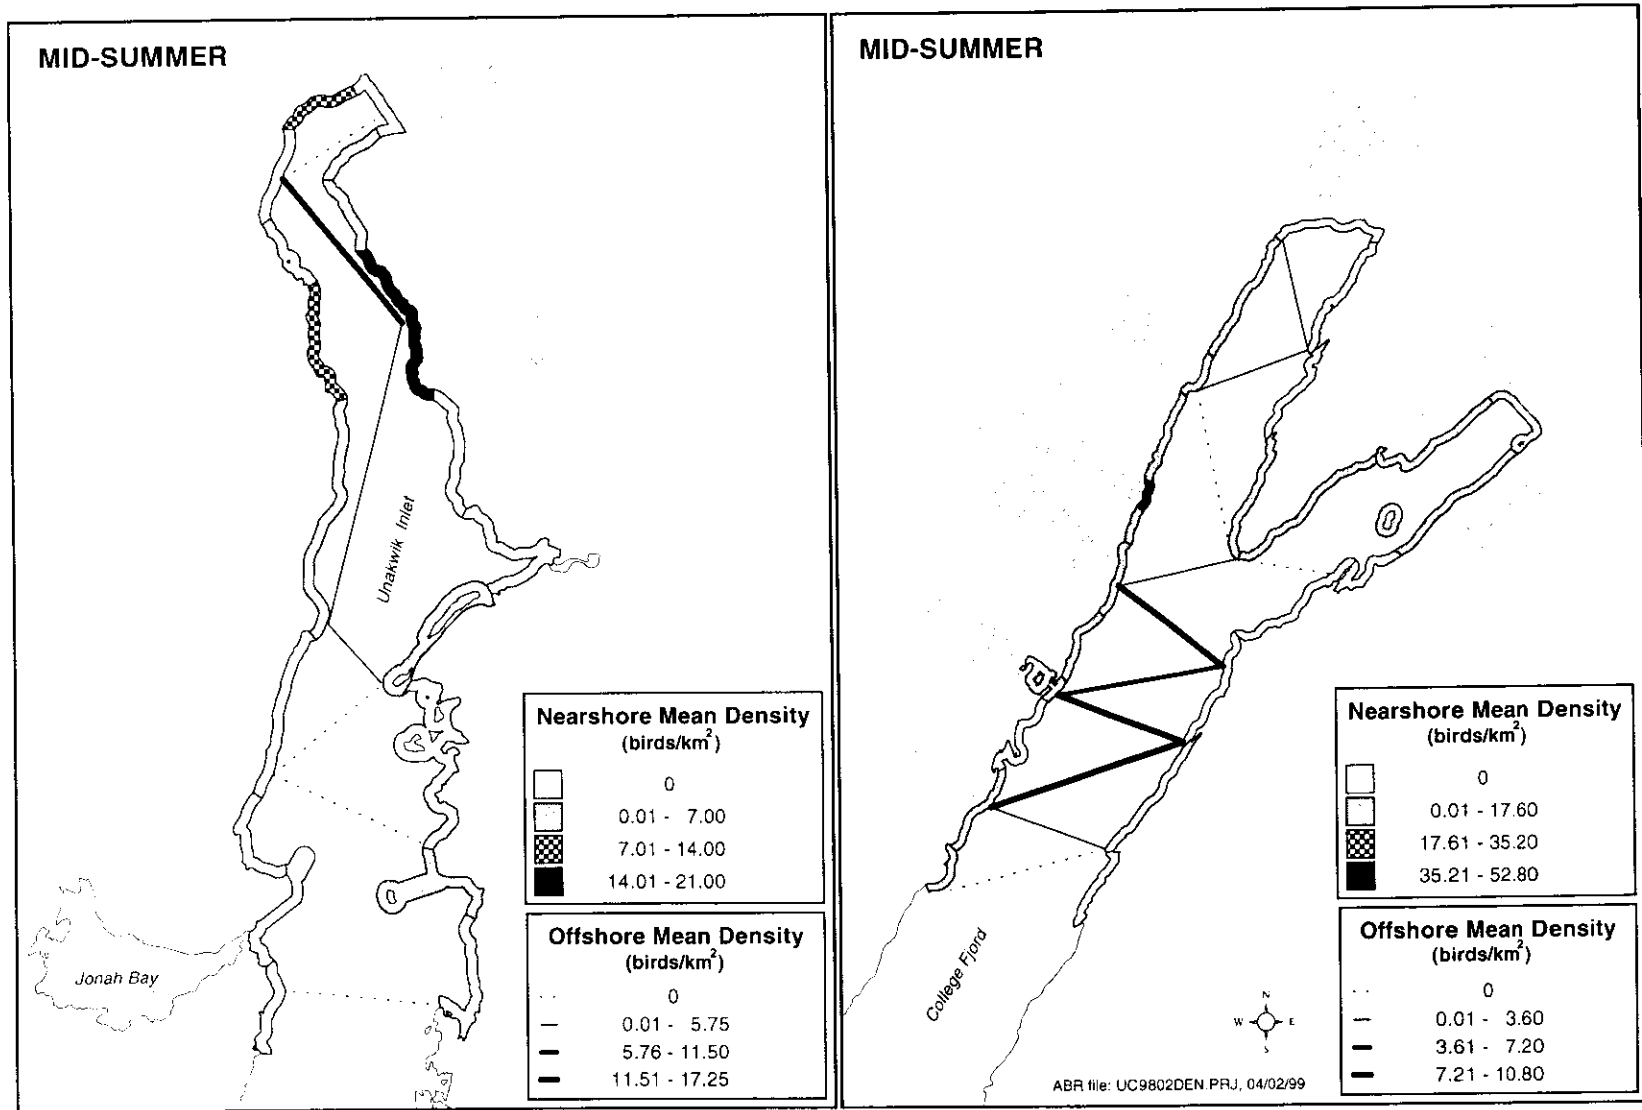 MID-SUMMER
Unakwik Inlet
Jonah Bay
Nearshore Mean Density
(birds/km²)
0
0.01 - 7.00
7.01 - 14.00
14.01 - 21.00
Offshore Mean Density
(birds/km²)
0
0.01 - 5.75
5.76 - 11.50
11.51 - 17.25
MID-SUMMER
College Fjord
Nearshore Mean Density
(birds/km²)
0
0.01 - 17.60
17.61 - 35.20
35.21 - 52.80
Offshore Mean Density
(birds/km²)
0
0.01 - 3.60
3.61 - 7.20
7.21 - 10.80
N
W E
S
ABR file: UC9802DEN.PRJ, 04/02/99